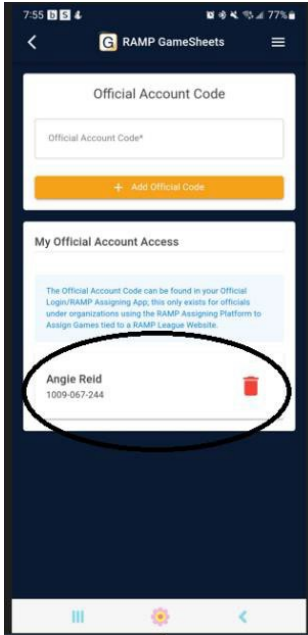 7:55
77%
RAMP GameSheets
Official Account Code
Official Account Code*
+ Add Official Code
My Official Account Access
The Official Account Code can be found in your Official
Login/RAMP Assigning App; this only exists for officials
under organizations using the RAMP Assigning Platform to
Assign Games tied to a RAMP League Website.
Angie Reid
1009-067-244